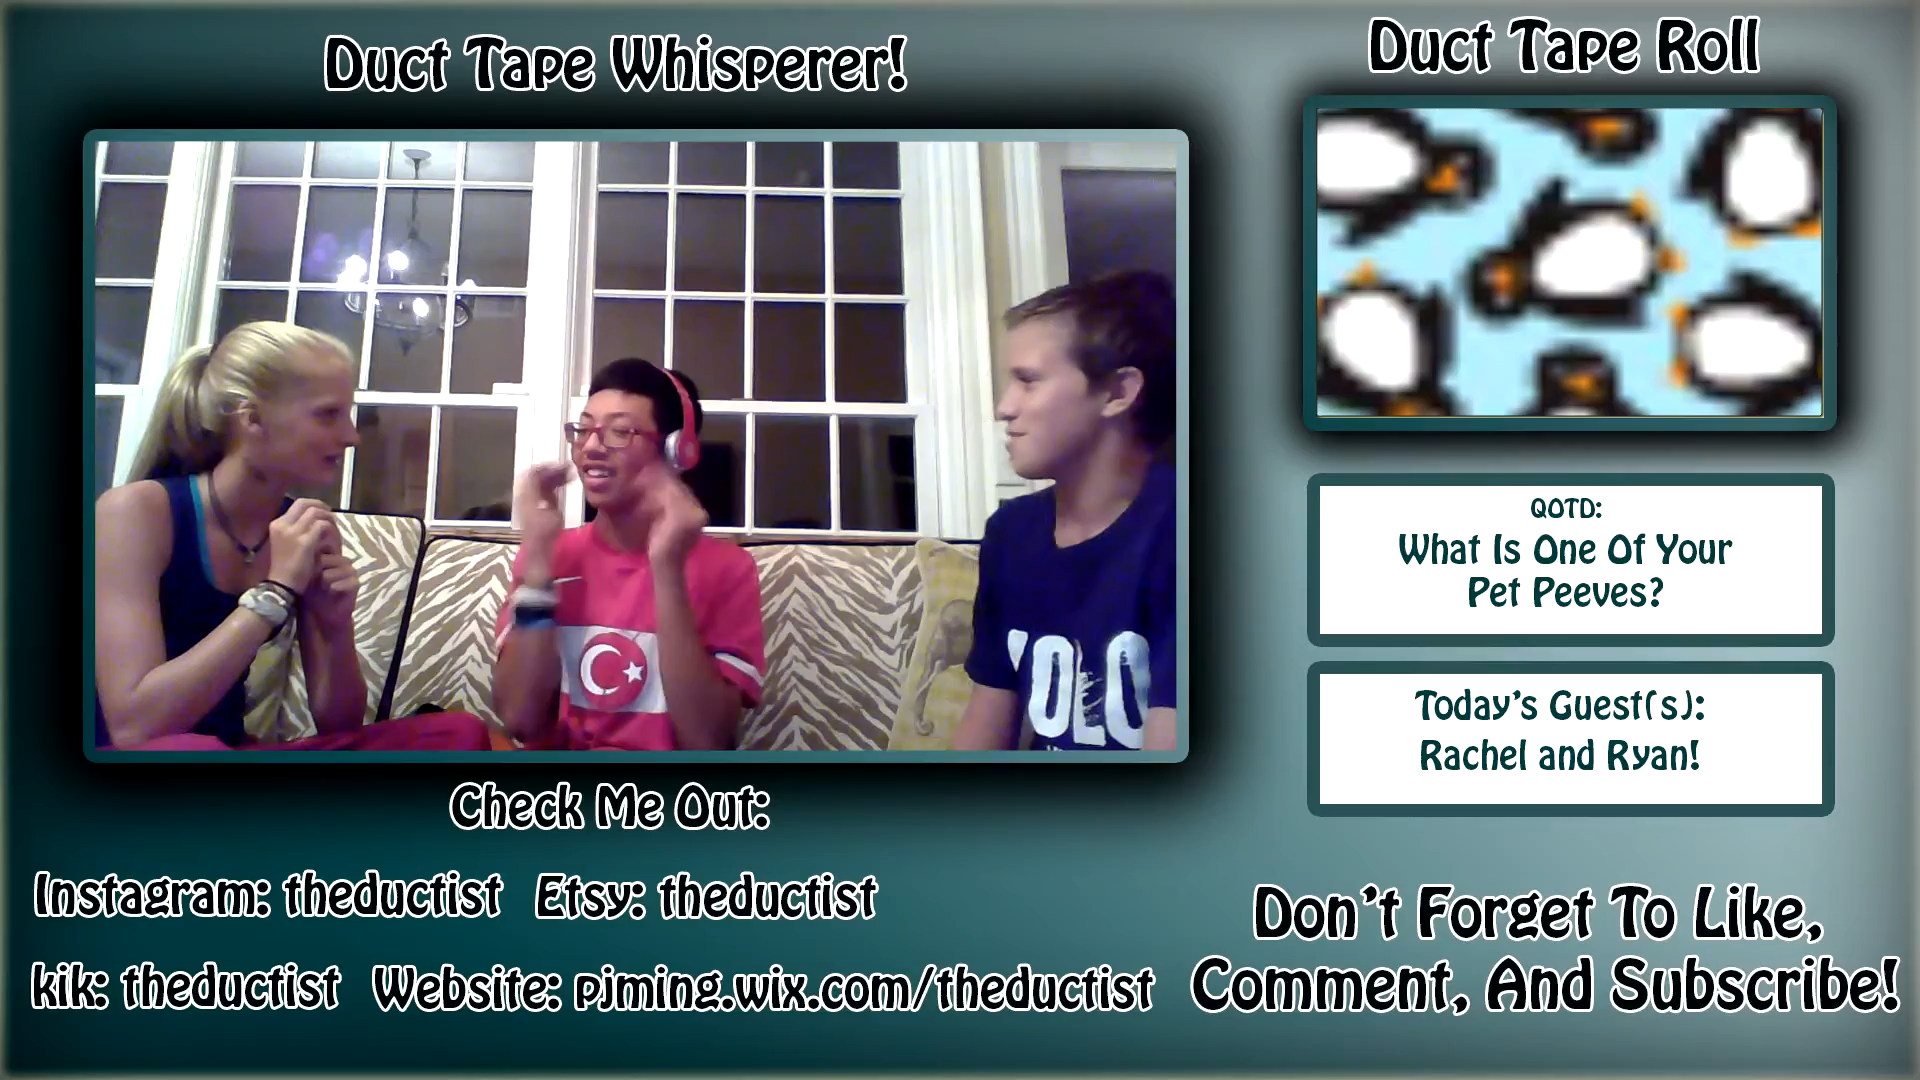 Duct Tape Whisperer!
Duct Tape Roll
QOTD:
What Is One Of Your
Pet Peeves?
Today's Guest(s):
Rachel and Ryan!
YOLO
Check Me Out:
Instagram: theductist Etsy: theductist
kik: theductist Website: pjming.wix.com/theductist
Don't Forget To Like,
Comment, And Subscribe!